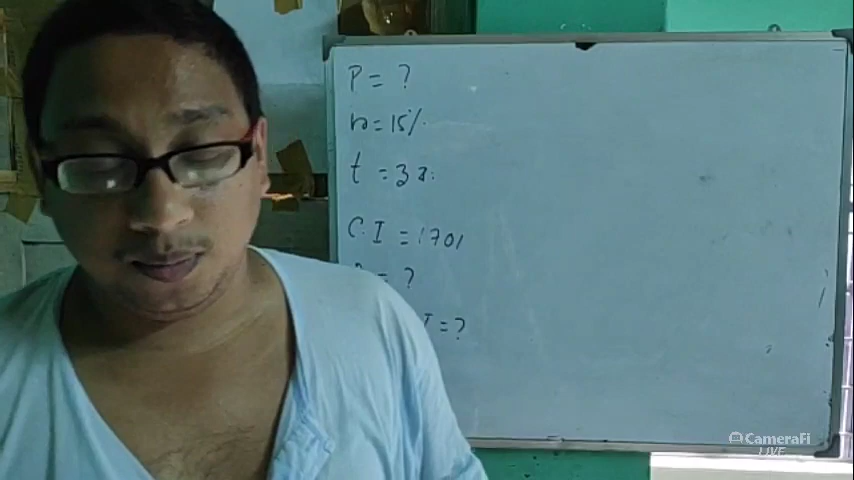 P = ?
r = 15%.
t = 3
C.I = 1701
= ?
I = ?
CameraFi
LIVE